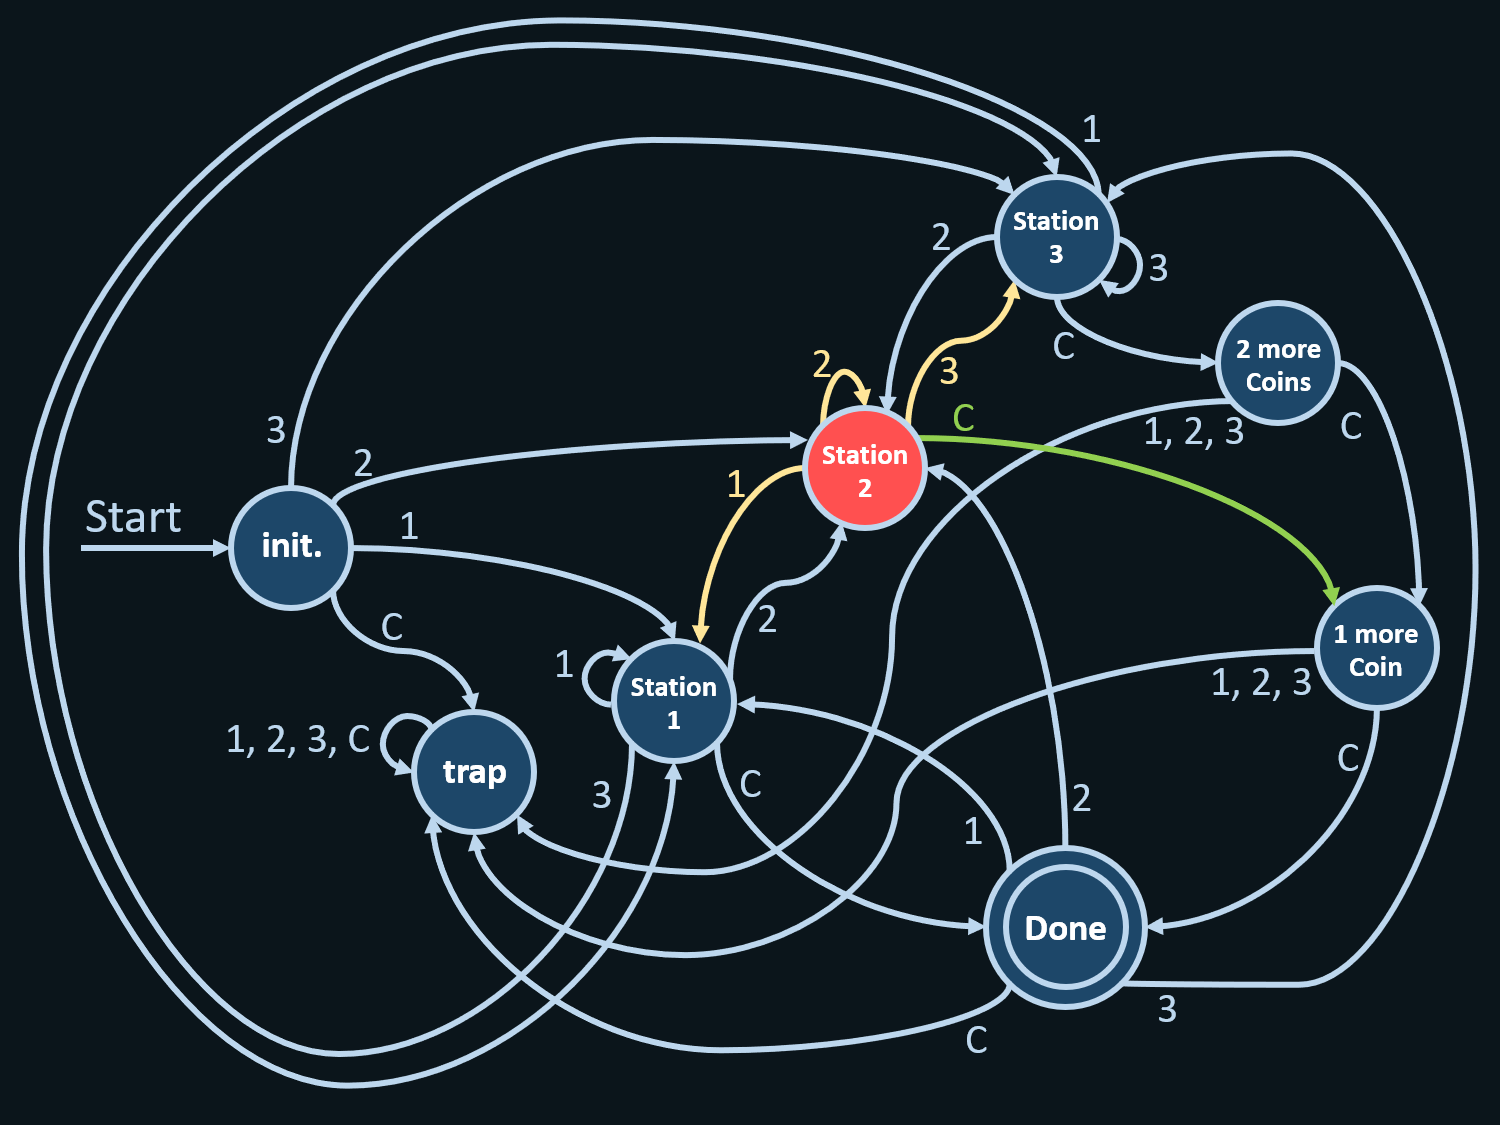 1
Station
3
2
3
C
2 more
Coins
2
3
C
1, 2, 3
C
3
2
Station
2
1
Start
1
init.
C
2
1
1 more
Coin
1, 2, 3
Station
1
1, 2, 3, C
trap
3
C
C
2
1
Done
3
C